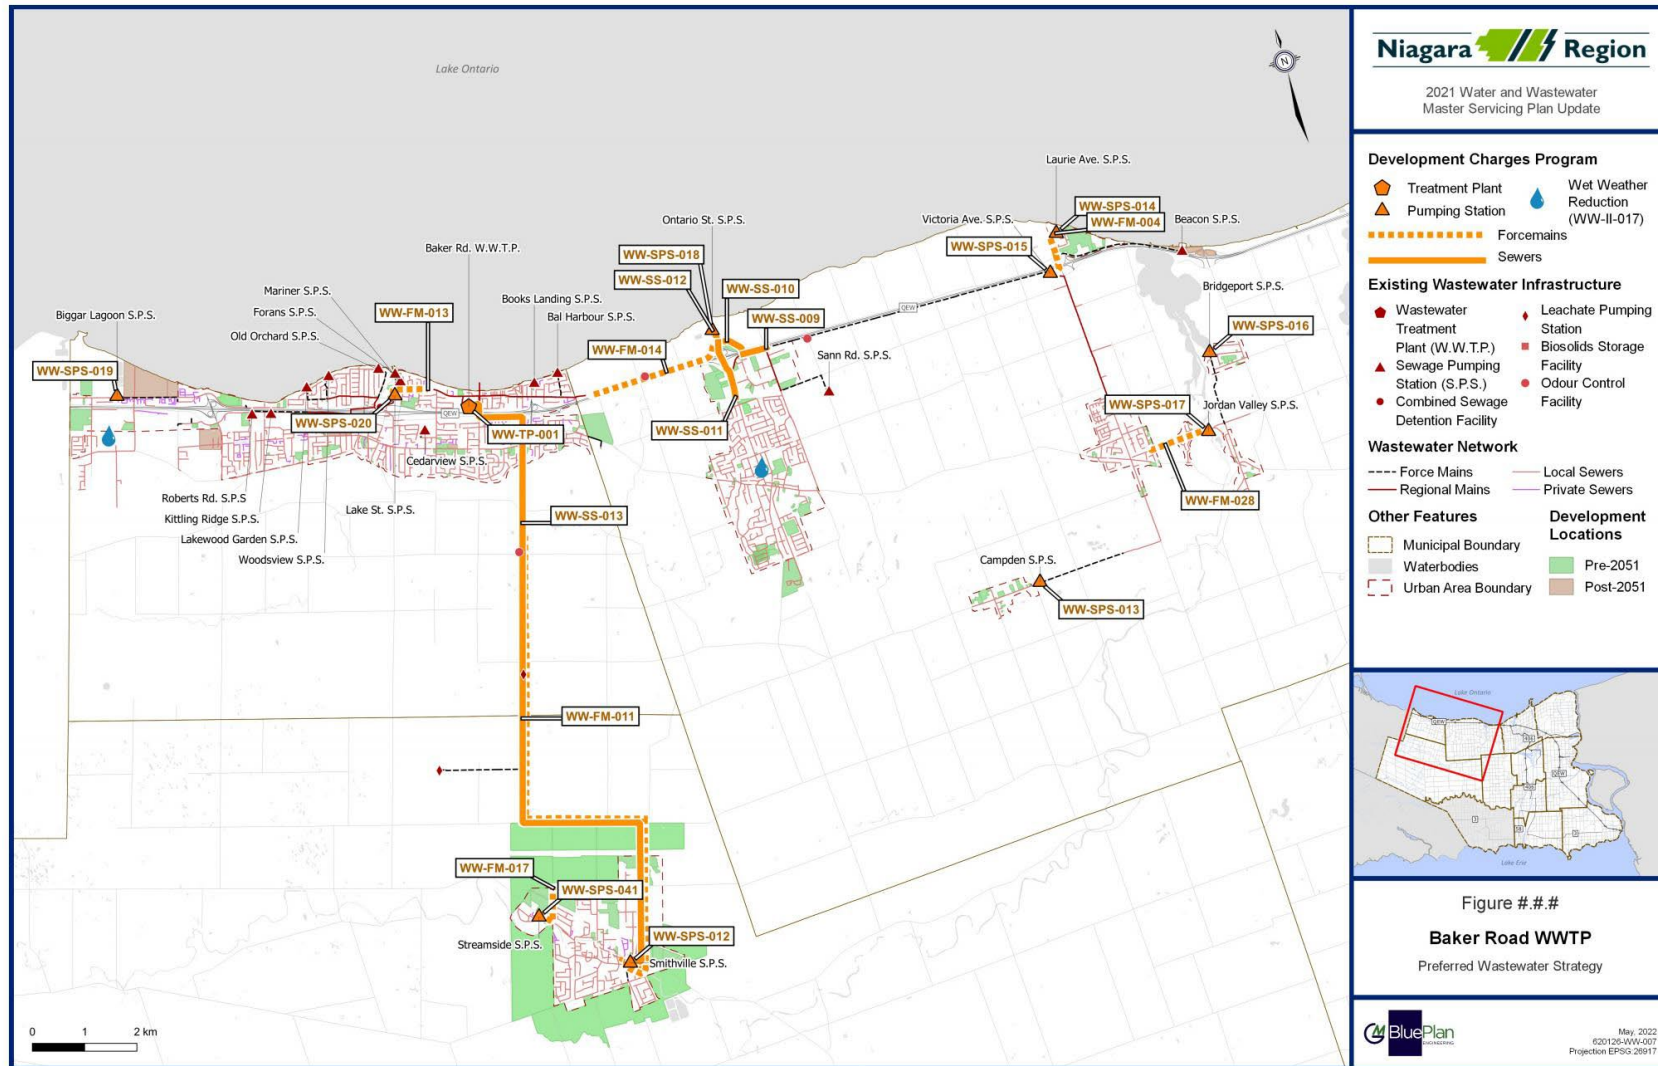 Lake Ontario
Laurie Ave. S.P.S.
WW-SPS-014
WW-FM-004
Victoria Ave. S.P.S.
Beacon S.P.S.
Ontario St. S.P.S.
WW-SPS-015
Baker Rd. W.W.T.P.
WW-SPS-018
WW-SS-012
WW-SS-010
Bridgeport S.P.S.
Mariner S.P.S.
Forans S.P.S.
Old Orchard S.P.S.
Biggar Lagoon S.P.S.
WW-FM-013
Books Landing S.P.S.
Bal Harbour S.P.S.
QEW
WW-SS-009
WW-SPS-016
WW-FM-014
Sann Rd. S.P.S.
WW-SPS-019
WW-SPS-020
QEW
WW-TP-001
WW-SS-011
WW-SPS-017
Jordan Valley S.P.S.
Cedarview S.P.S.
Roberts Rd. S.P.S
Kittling Ridge S.P.S.
Lakewood Garden S.P.S.
Woodsview S.P.S.
Lake St. S.P.S.
WW-SS-013
WW-FM-028
Campden S.P.S.
WW-SPS-013
WW-FM-011
WW-FM-017
WW-SPS-041
Streamside S.P.S.
WW-SPS-012
Smithville S.P.S.
0 1 2 km
N
Niagara Region
2021 Water and Wastewater
Master Servicing Plan Update
Development Charges Program
Treatment Plant
Pumping Station
Wet Weather
Reduction
(WW-II-017)
Forcemains
Sewers
Existing Wastewater Infrastructure
Wastewater
Treatment
Plant (W.W.T.P.)
Sewage Pumping
Station (S.P.S.)
Combined Sewage
Detention Facility
Leachate Pumping
Station
Biosolids Storage
Facility
Odour Control
Facility
Wastewater Network
Force Mains
Regional Mains
Local Sewers
Private Sewers
Other Features
Municipal Boundary
Waterbodies
Urban Area Boundary
Development
Locations
Pre-2051
Post-2051
Lake Ontario
QEW
QEW
Lake Erie
Figure #.#.#
Baker Road WWTP
Preferred Wastewater Strategy
GM BluePlan
ENGINEERING
May, 2022
620126-WW-007
Projection EPSG:26917